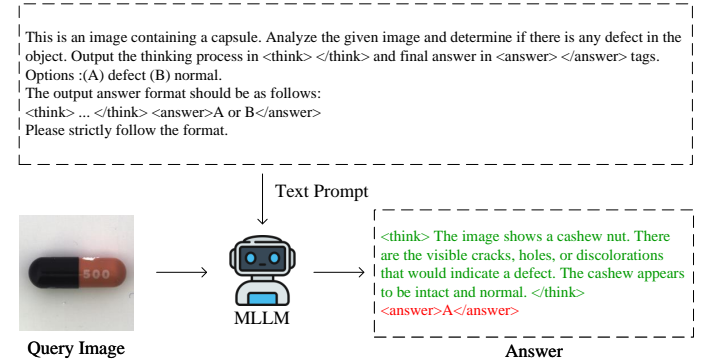 This is an image containing a capsule. Analyze the given image and determine if there is any defect in the
object. Output the thinking process in <think> </think> and final answer in <answer> </answer> tags.
Options :(A) defect (B) normal.
The output answer format should be as follows:
<think> ... </think> <answer>A or B</answer>
Please strictly follow the format.
Text Prompt
500
<think> The image shows a cashew nut. There
are the visible cracks, holes, or discolorations
that would indicate a defect. The cashew appears
to be intact and normal. </think>
<answer>A</answer>
MLLM
Query Image
Answer